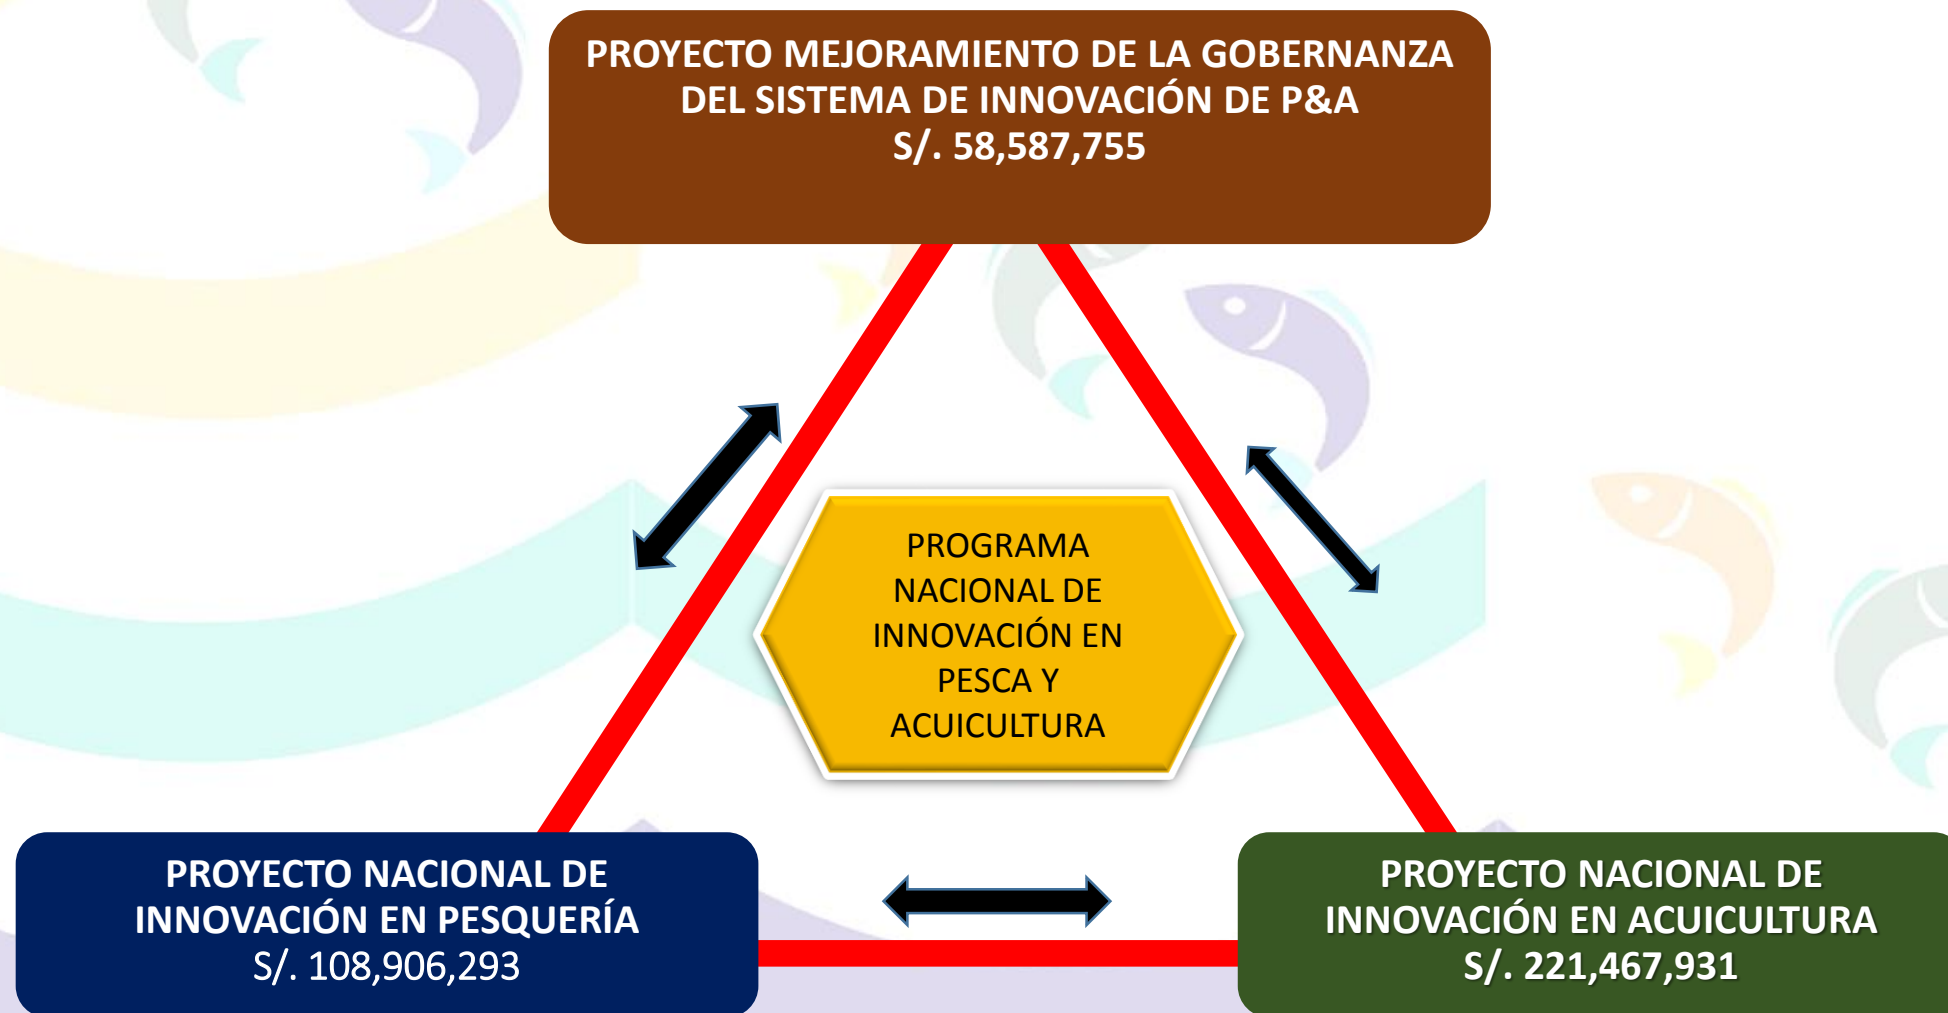 PROYECTO MEJORAMIENTO DE LA GOBERNANZA
DEL SISTEMA DE INNOVACIÓN DE P&A
S/. 58,587,755
PROGRAMA
NACIONAL DE
INNOVACIÓN EN
PESCA Y
ACUICULTURA
PROYECTO NACIONAL DE
INNOVACIÓN EN PESQUERÍA
S/. 108,906,293
PROYECTO NACIONAL DE
INNOVACIÓN EN ACUICULTURA
S/. 221,467,931